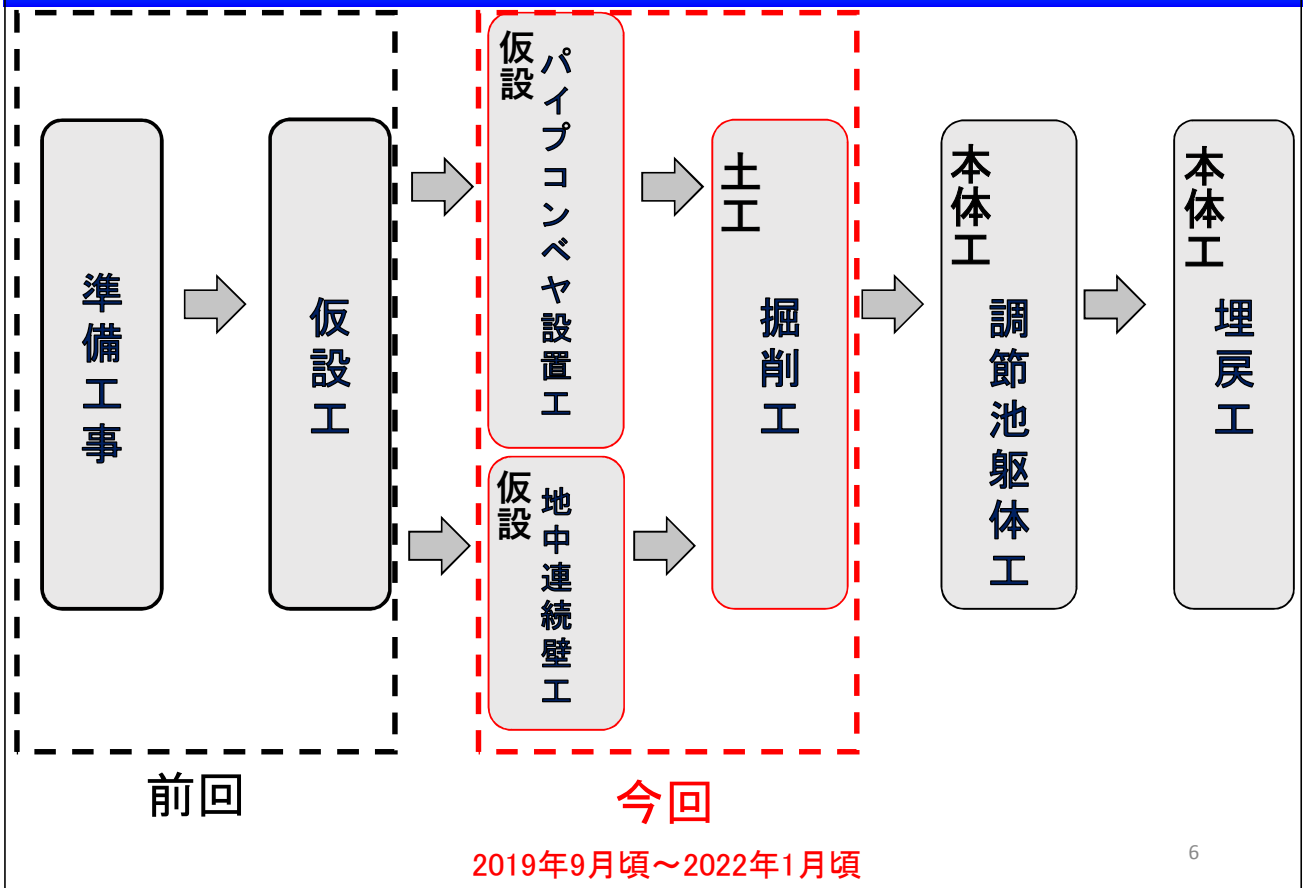 準備工事
仮設工
仮設
パイプコンベヤ設置工
仮設
地中連続壁工
土工
掘削工
本体工
調節池躯体工
本体工
埋戻工
前回
今回
2019年9月頃～2022年1月頃
6